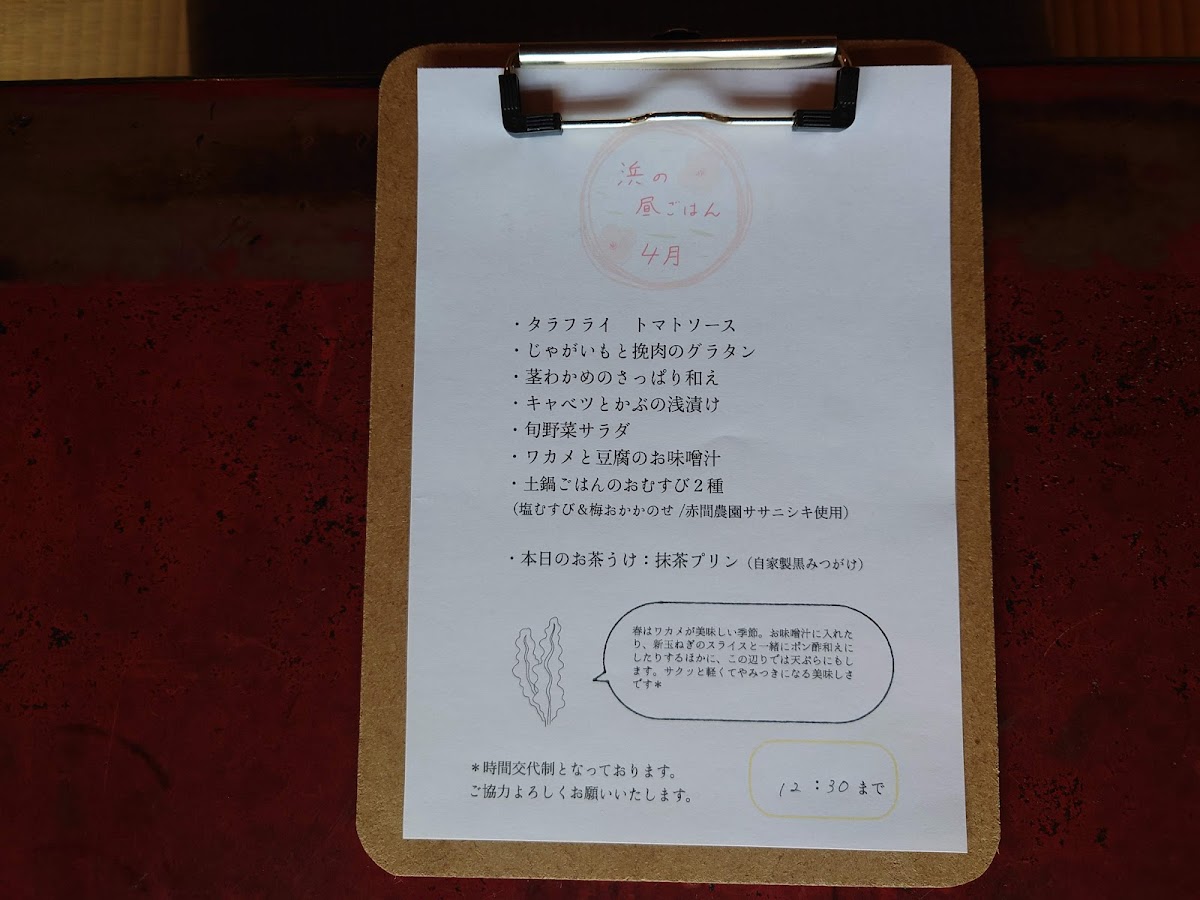 浜の
昼ごはん
4月
・タラフライ　トマトソース
・じゃがいもと挽肉のグラタン
・茎わかめのさっぱり和え
・キャベツとかぶの浅漬け
・旬野菜サラダ
・ワカメと豆腐のお味噌汁
・土鍋ごはんのおむすび２種
（塩むすび＆梅おかかのせ/赤間農園ササニシキ使用）
・本日のお茶うけ：抹茶プリン（自家製黒みつがけ）
春はワカメが美味しい季節。お味噌汁に入れた
り、新玉ねぎのスライスと一緒にポン酢和えに
したりするほかに、この辺りでは天ぷらにもし
ます。サクッと軽くてやみつきになる美味しさ
です＊
＊時間交代制となっております。
ご協力よろしくお願いいたします。
12：30まで